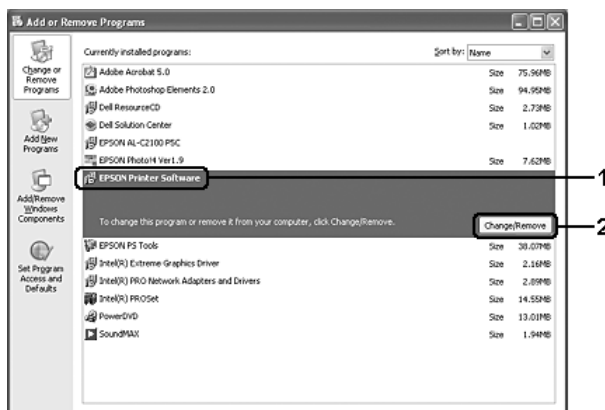 Add or Remove Programs
Currently installed programs:
Sort by: Name
Change or
Remove
Programs
Add New
Programs
Add/Remove
Windows
Components
Set Program
Access and
Defaults
Adobe Acrobat 5.0 Size 75.96MB
Adobe Photoshop Elements 2.0 Size 94.95MB
Dell ResourceCD Size 2.73MB
Dell Solution Center Size 1.02MB
EPSON AL-C2100 PSC
EPSON Photo!4 Ver1.9 Size 7.62MB
EPSON Printer Software 1
To change this program or remove it from your computer, click Change/Remove.
Change/Remove 2
EPSON PS Tools Size 38.07MB
Intel(R) Extreme Graphics Driver Size 2.16MB
Intel(R) PRO Network Adapters and Drivers Size 2.89MB
Intel(R) PROSet Size 14.55MB
PowerDVD Size 13.01MB
SoundMAX Size 1.94MB